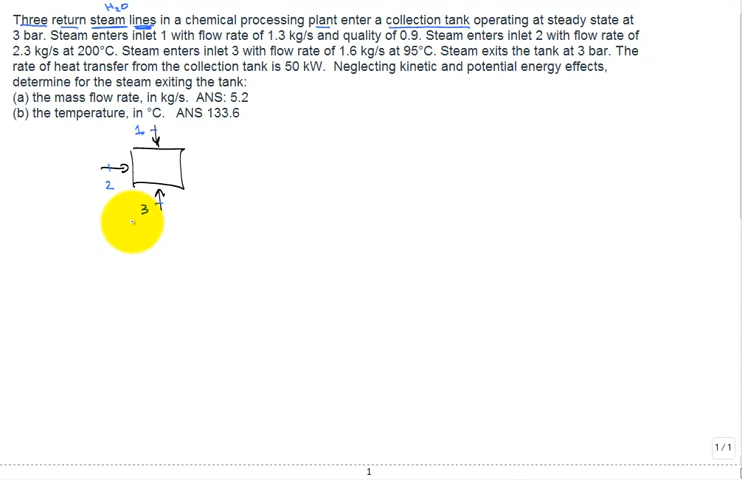 H₂O
Three return steam lines in a chemical processing plant enter a collection tank operating at steady state at
3 bar. Steam enters inlet 1 with flow rate of 1.3 kg/s and quality of 0.9. Steam enters inlet 2 with flow rate of
2.3 kg/s at 200°C. Steam enters inlet 3 with flow rate of 1.6 kg/s at 95°C. Steam exits the tank at 3 bar. The
rate of heat transfer from the collection tank is 50 kW. Neglecting kinetic and potential energy effects,
determine for the steam exiting the tank:
(a) the mass flow rate, in kg/s. ANS: 5.2
(b) the temperature, in °C. ANS 133.6
1.
2
3
1 / 1
1